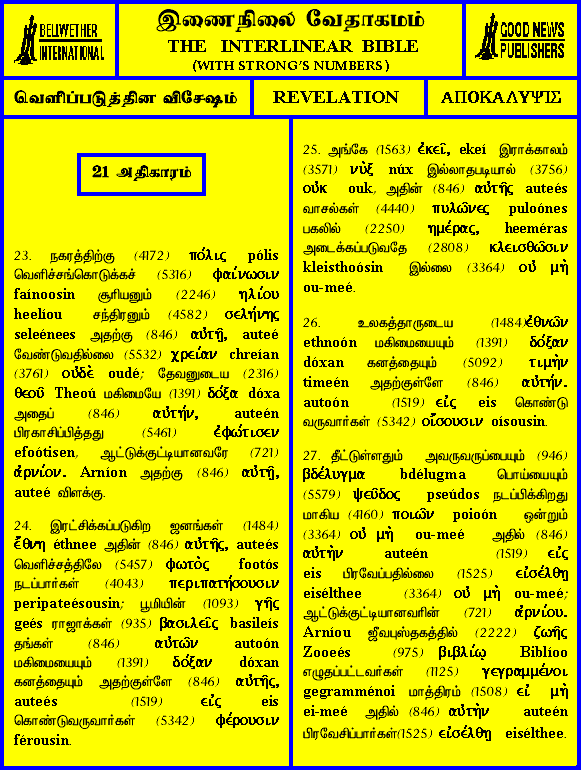 BELLWETHER
INTERNATIONAL
இணைநிலை வேதாகமம்
THE INTERLINEAR BIBLE
(WITH STRONG'S NUMBERS)
GOOD NEWS
PUBLISHERS
வெளிப்படுத்தின விசேஷம்
REVELATION
ΑΠΟΚΑΛΥΨΙΣ
21 அதிகாரம்
23. நகரத்திற்கு (4172) πόλις pólis
வெளிச்சங்கொடுக்கச் (5316) φαίνωσιν
faínoosin சூரியனும் (2246) ηλίου
heelíou சந்திரனும் (4582) σελήνης
seleénees அதற்கு (846) αὐτῇ, auteé
வேண்டுவதில்லை (5532) χρείαν chreían
(3761) οὐδὲ oudé; தேவனுடைய (2316)
θεοῦ Theoú மகிமையே (1391) δόξα dóxa
அதைப் (846) αὐτήν, auteén
பிரகாசிப்பித்தது (5461) ἐφώτισεν
efoótisen, ஆட்டுக்குட்டியானவரே (721)
ἀρνίον. Arníon அதற்கு (846) αὐτῇ,
auteé விளக்கு.
24. இரட்சிக்கப்படுகிற ஜனங்கள் (1484)
ἔθνη éthnee அதின் (846) αὐτῆς, auteés
வெளிச்சத்திலே (5457) φωτὸς footós
நடப்பார்கள் (4043) περιπατήσουσιν
peripateésousin; பூமியின் (1093) γῆς
geés ராஜாக்கள் (935) βασιλεῖς basileís
தங்கள் (846) αὐτῶν autoón
மகிமையையும் (1391) δόξαν dóxan
கனத்தையும் அதற்குள்ளே (846) αὐτῆς,
auteés (1519) εἰς eis
கொண்டுவருவார்கள் (5342) φέρουσιν
férousin.
25. அங்கே (1563) ἐκεῖ, ekeí இராக்காலம்
(3571) νὺξ núx இல்லாதபடியால் (3756)
οὐκ ouk, அதின் (846) αὐτῆς auteés
வாசல்கள் (4440) πυλῶνες puloónes
பகலில் (2250) ημέρας, heeméras
அடைக்கப்படுவதே (2808) κλεισθῶσιν
kleisthoósin இல்லை (3364) οὐ μὴ
ou-meé.
26. உலகத்தாருடைய (1484)ἐθνῶν
ethnoón மகிமையையும் (1391) δόξαν
dóxan கனத்தையும் (5092) τιμὴν
timeén அதற்குள்ளே (846) αὐτήν.
autoón (1519) εἰς eis கொண்டு
வருவார்கள் (5342) οἴσουσιν oísousin.
27. தீட்டுள்ளதும் அவருவருப்பையும் (946)
βδέλυγμα bdélugma பொய்யையும்
(5579) ψεῦδος pseúdos நடப்பிக்கிறது
மாகிய (4160) ποιῶν poioón ஒன்றும்
(3364) οὐ μὴ ou-meé அதில் (846)
αὐτὴν auteén (1519) εἰς
eis பிரவேப்பதில்லை (1525) εἰσέλθῃ
eisélthee (3364) οὐ μὴ ou-meé;
ஆட்டுக்குட்டியானவரின் (721) ἀρνίου.
Arníou ஜீவபுஸ்தகத்தில் (2222) ζωῆς
Zooeés (975) βιβλίῳ Biblíoo
எழுதப்பட்டவர்கள் (1125) γεγραμμένοι
gegramménoi மாத்திரம் (1508) εἰ μὴ
ei-meé அதில் (846) αὐτὴν auteén
பிரவேசிப்பார்கள்(1525) εἰσέλθῃ eisélthee.